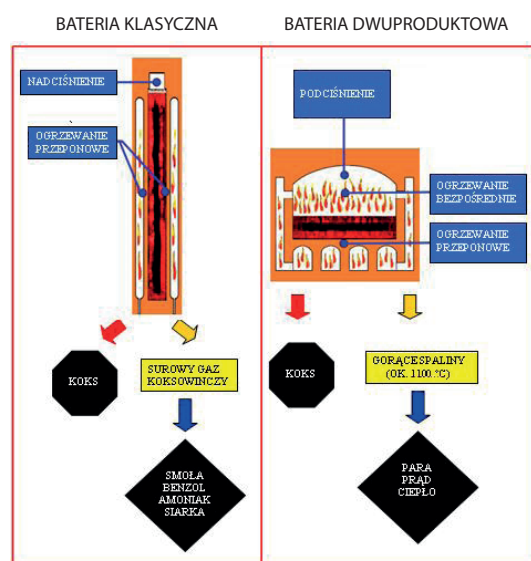 BATERIA KLASYCZNA
NADCIŚNIENIE
OGRZEWANIE
PRZEPONOWE
KOKS
SUROWY GAZ
KOKSOWINCZY
SMOŁA
BENZOL
AMONIAK
SIARKA
BATERIA DWUPRODUKTOWA
PODCIŚNIENIE
OGRZEWANIE
BEZPOŚREDNIE
OGRZEWANIE
PRZEPONOWE
KOKS
GORĄCESPALINY
(OK. 1100.°C)
PARA
PRĄD
CIEPŁO